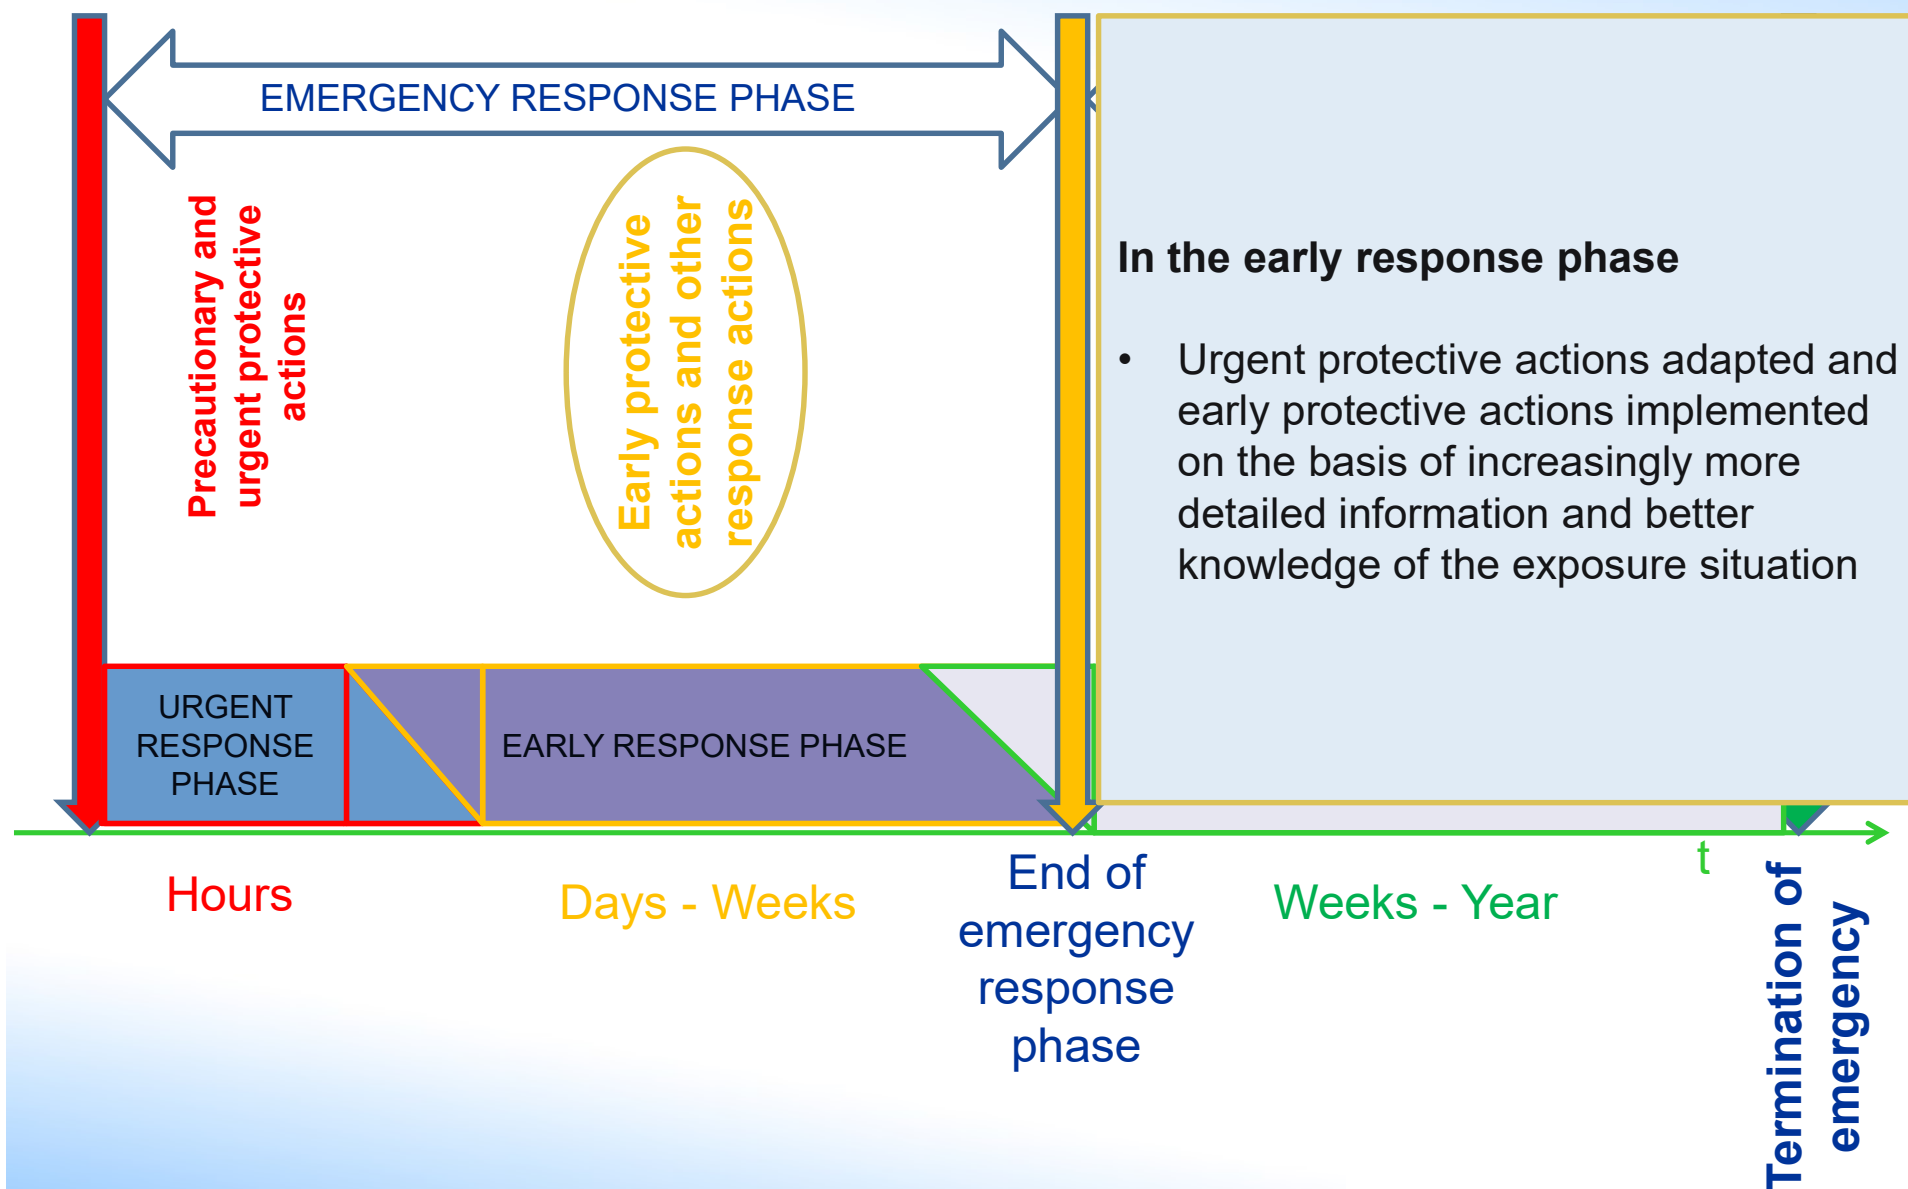 EMERGENCY RESPONSE PHASE
Precautionary and
urgent protective
actions
Early protective
actions and other
response actions
In the early response phase
• Urgent protective actions adapted and
early protective actions implemented
on the basis of increasingly more
detailed information and better
knowledge of the exposure situation
URGENT
RESPONSE
PHASE
EARLY RESPONSE PHASE
t
Hours
Days - Weeks
End of
emergency
response
phase
Weeks - Year
Termination of
emergency